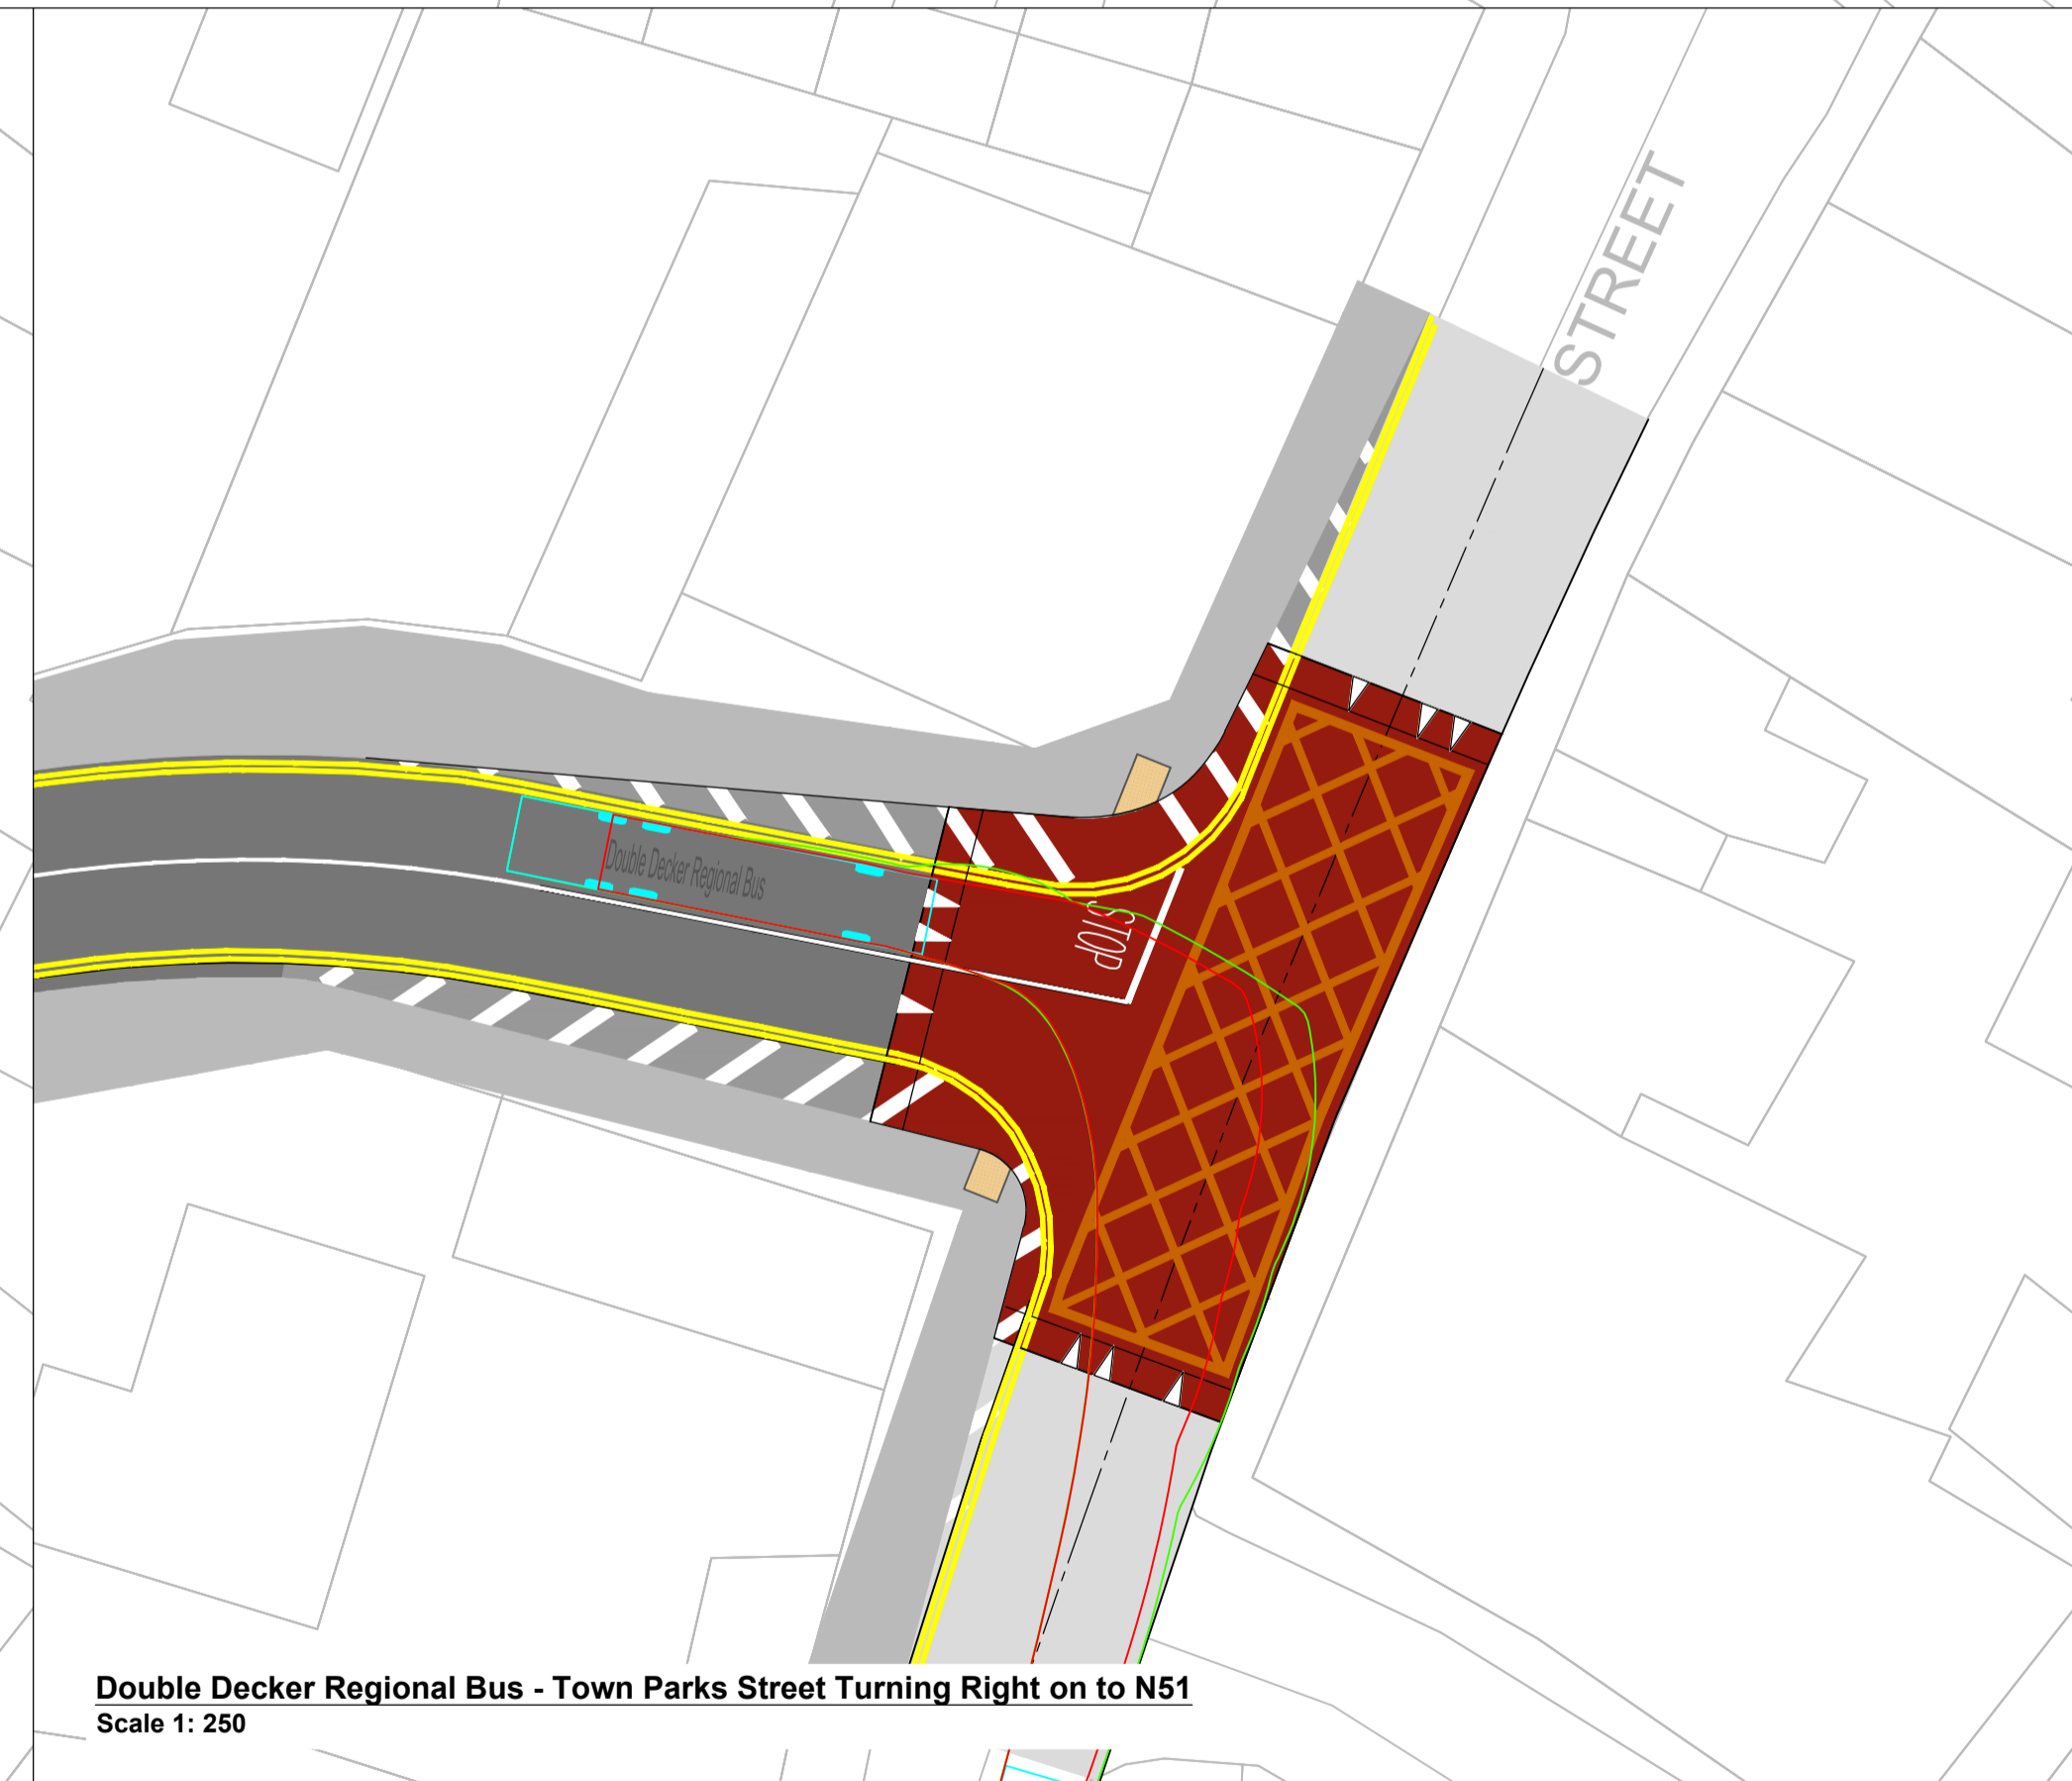 STREET
Double Decker Regional Bus
STOP
Double Decker Regional Bus - Town Parks Street Turning Right on to N51
Scale 1: 250